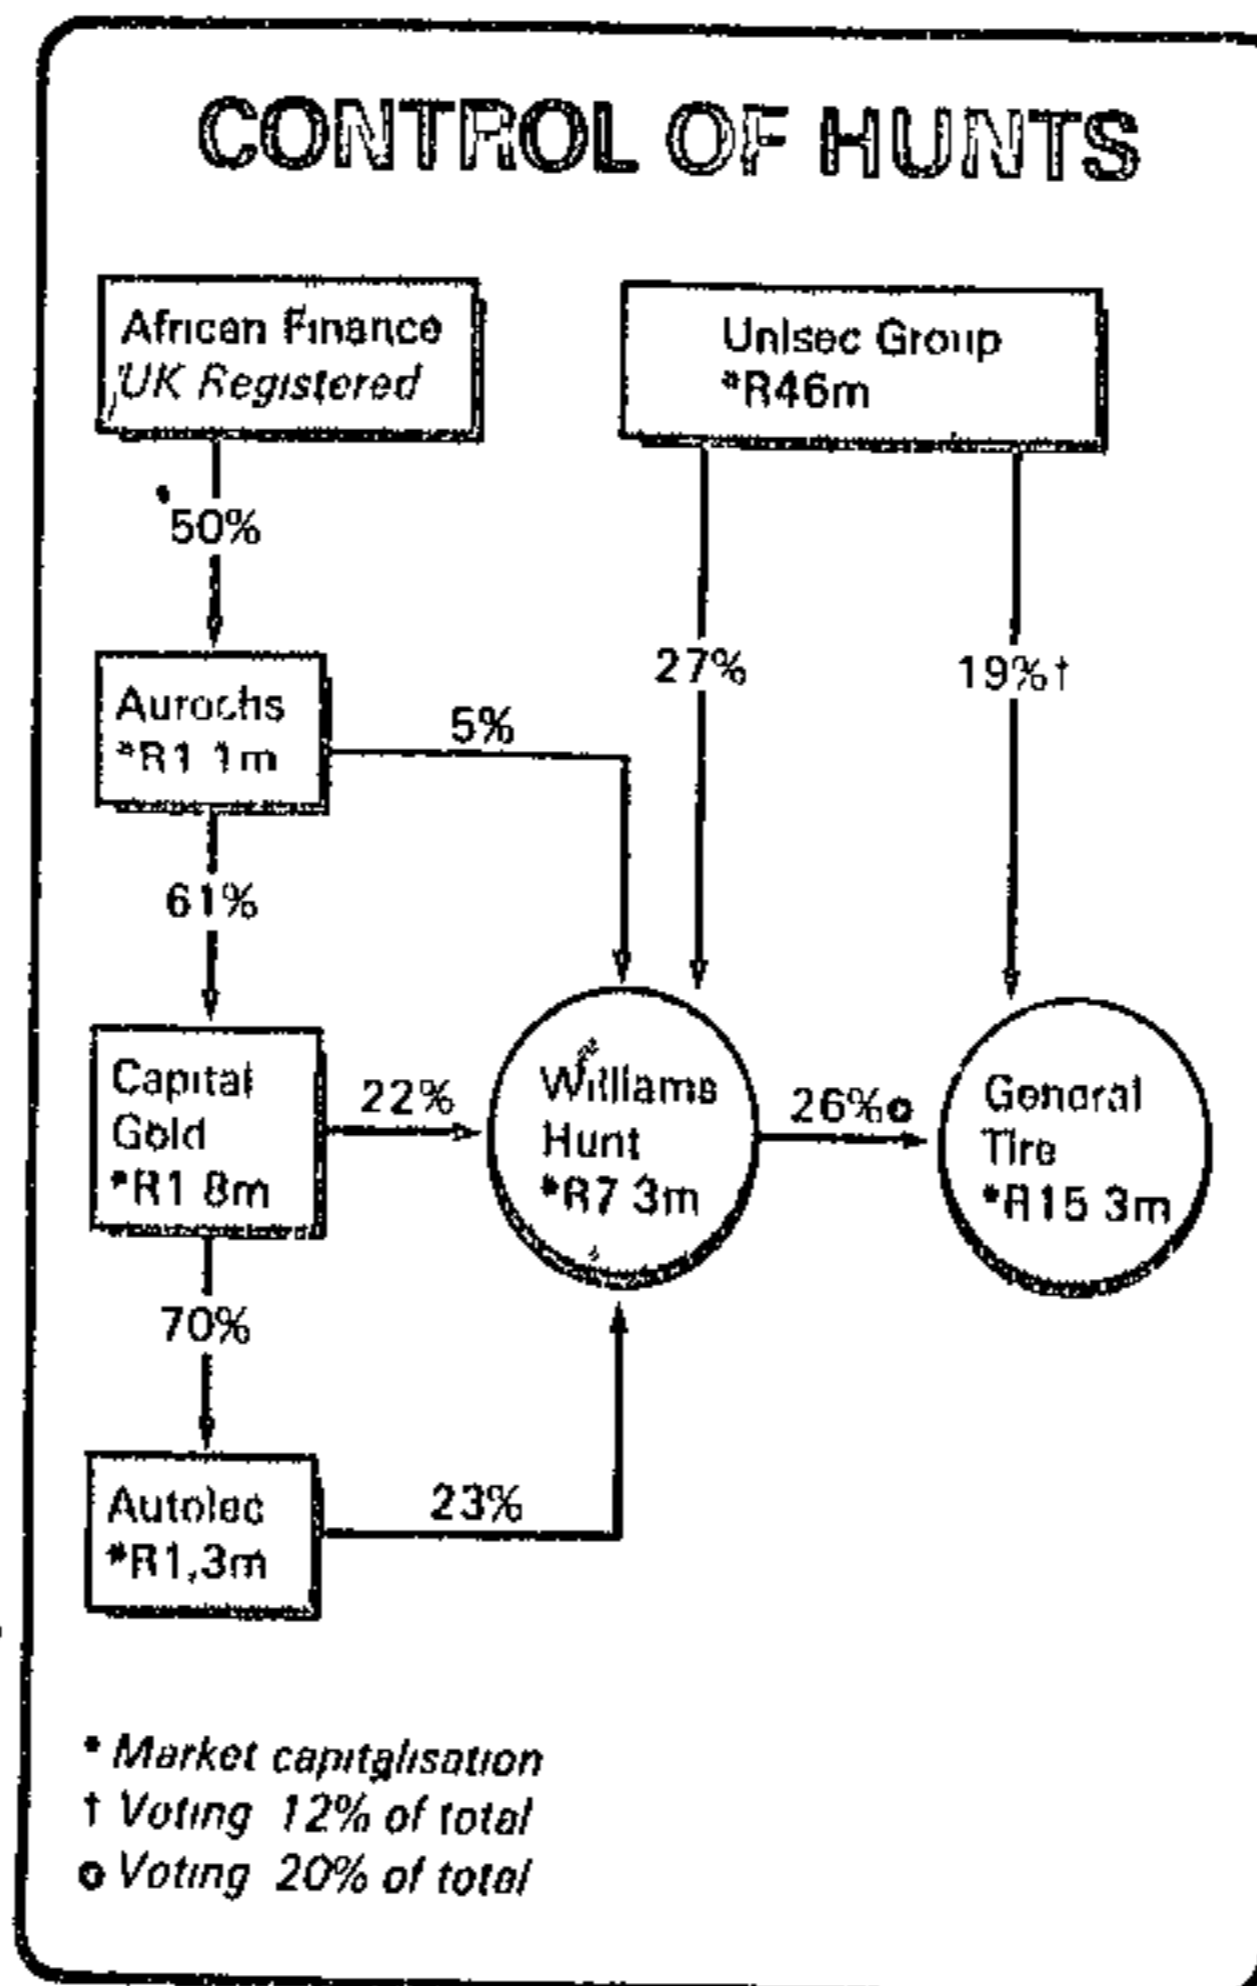 CONTROL OF HUNTS
African Finance
UK Registered
Unisec Group
*R46m
50%
27%
19%†
Aurochs
*R1 1m
5%
61%
Capital
Gold
*R1 8m
22%
Williams
Hunt
*R7 3m
26%o
General
Tire
*R15 3m
70%
Autolec
*R1,3m
23%
* Market capitalisation
† Voting 12% of total
o Voting 20% of total